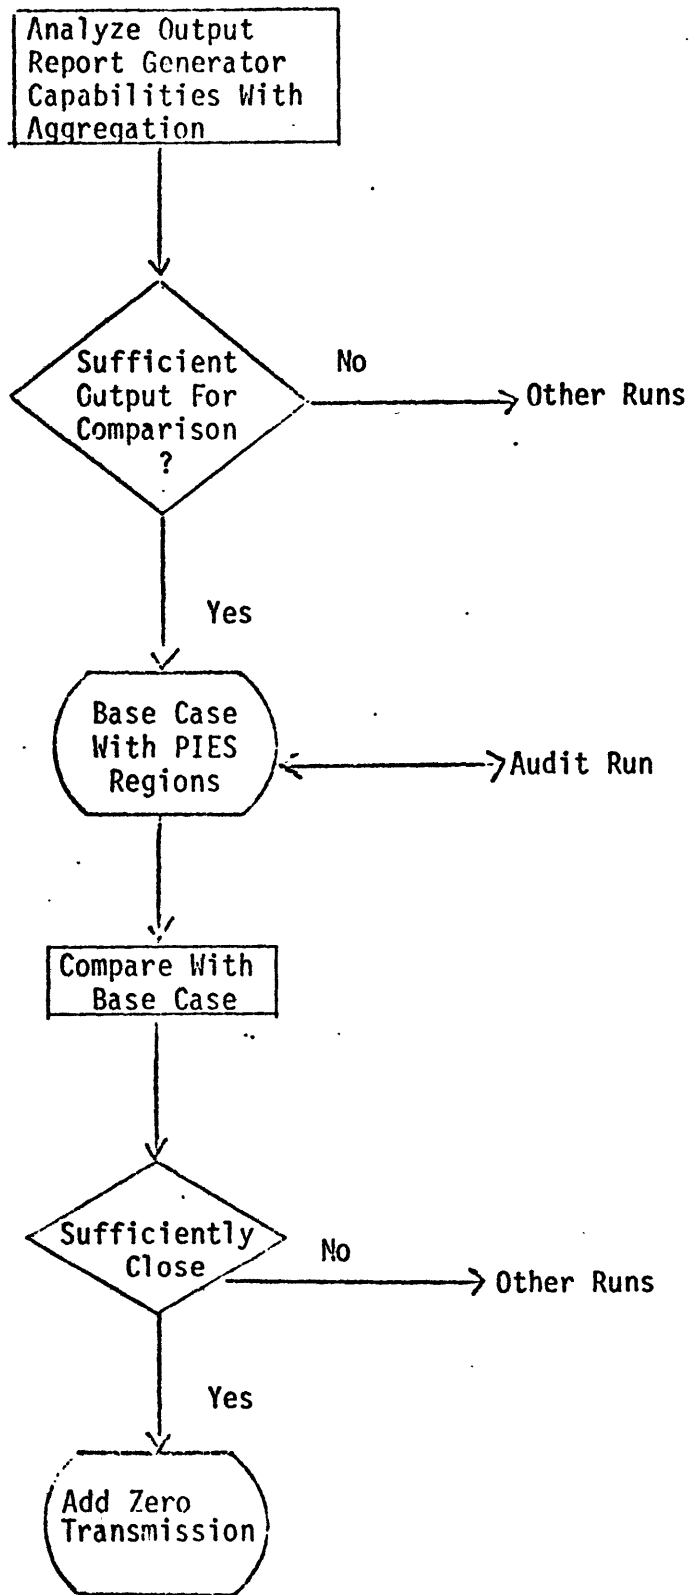 Analyze Output
Report Generator
Capabilities With
Aggregation
Sufficient
Output For
Comparison
?
No
Other Runs
Yes
Base Case
With PIES
Regions
Audit Run
Compare With
Base Case
Sufficiently
Close
No
Other Runs
Yes
Add Zero
Transmission